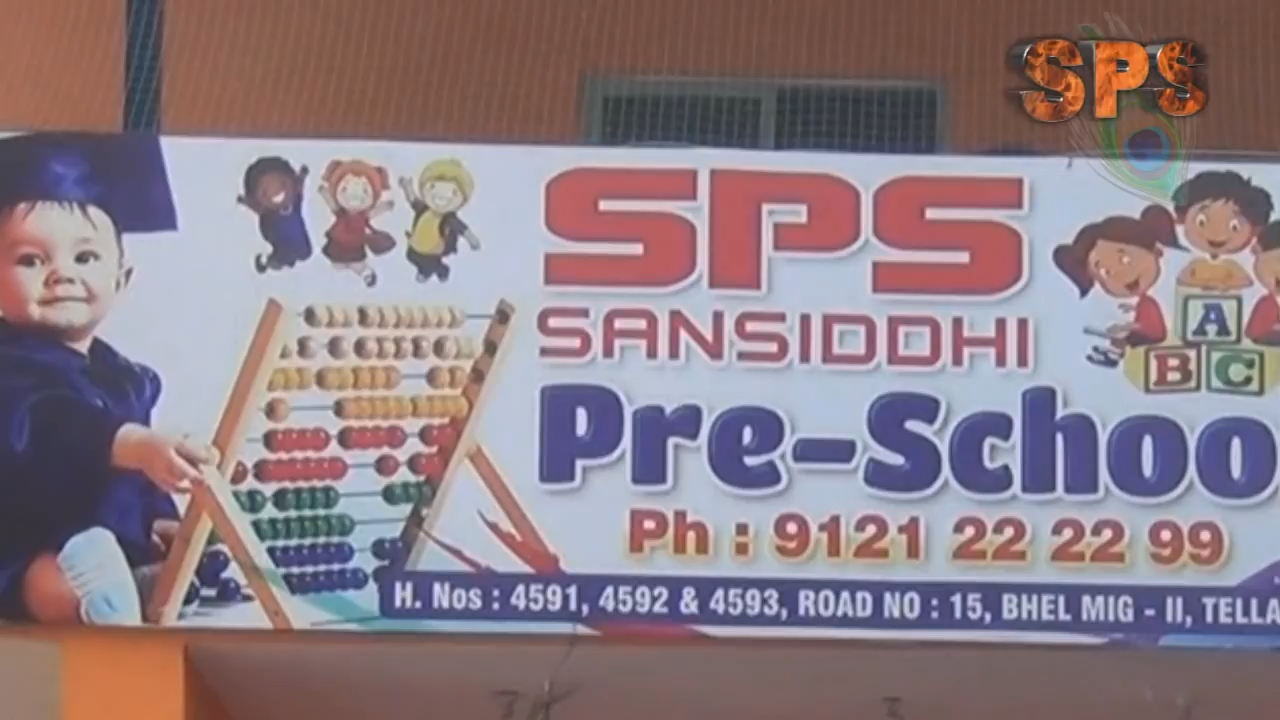 SPS
SPS
SANSIDDHI
Pre-Schoo
A
B C
Ph : 9121 22 22 99
H. Nos : 4591, 4592 & 4593, ROAD NO : 15, BHEL MIG - II, TELLA